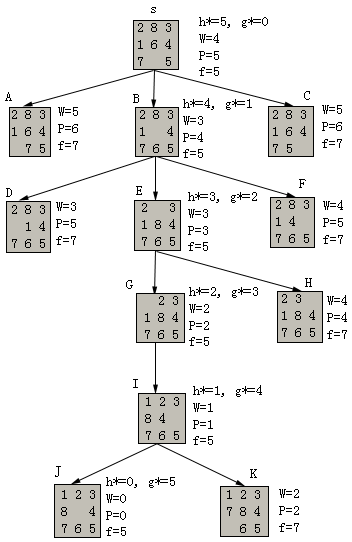 s
2 8 3
1 6 4
7 5
h*=5, g*=0
W=4
P=5
f=5
A
2 8 3
1 6 4
7 5
W=5
P=6
f=7
B
2 8 3
1 4
7 6 5
h*=4, g*=1
W=3
P=4
f=5
C
2 8 3
1 6 4
7 5
W=5
P=6
f=7
D
2 8 3
1 4
7 6 5
W=3
P=5
f=7
E
2 3
1 8 4
7 6 5
h*=3, g*=2
W=3
P=3
f=5
F
2 8 3
1 4
7 6 5
W=4
P=5
f=7
G
2 3
1 8 4
7 6 5
h*=2, g*=3
W=2
P=2
f=5
H
2 3
1 8 4
7 6 5
W=4
P=4
f=7
I
1 2 3
8 4
7 6 5
h*=1, g*=4
W=1
P=1
f=5
J
1 2 3
8 4
7 6 5
h*=0, g*=5
W=0
P=0
f=5
K
1 2 3
7 8 4
6 5
W=2
P=2
f=7